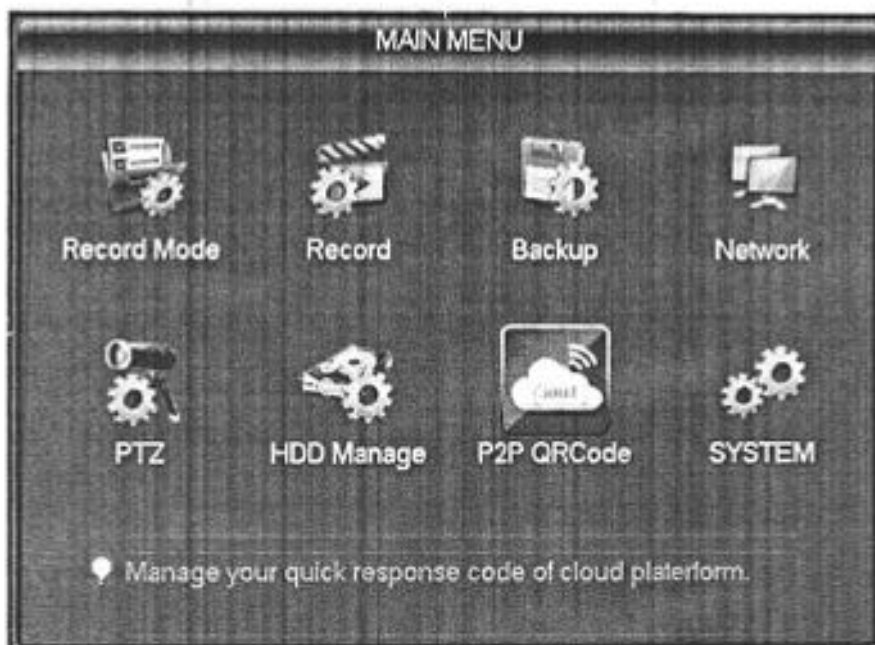 MAIN MENU
Record Mode Record Backup Network
Cloud
PTZ HDD Manage P2P QRCode SYSTEM
Manage your quick response code of cloud platerform.